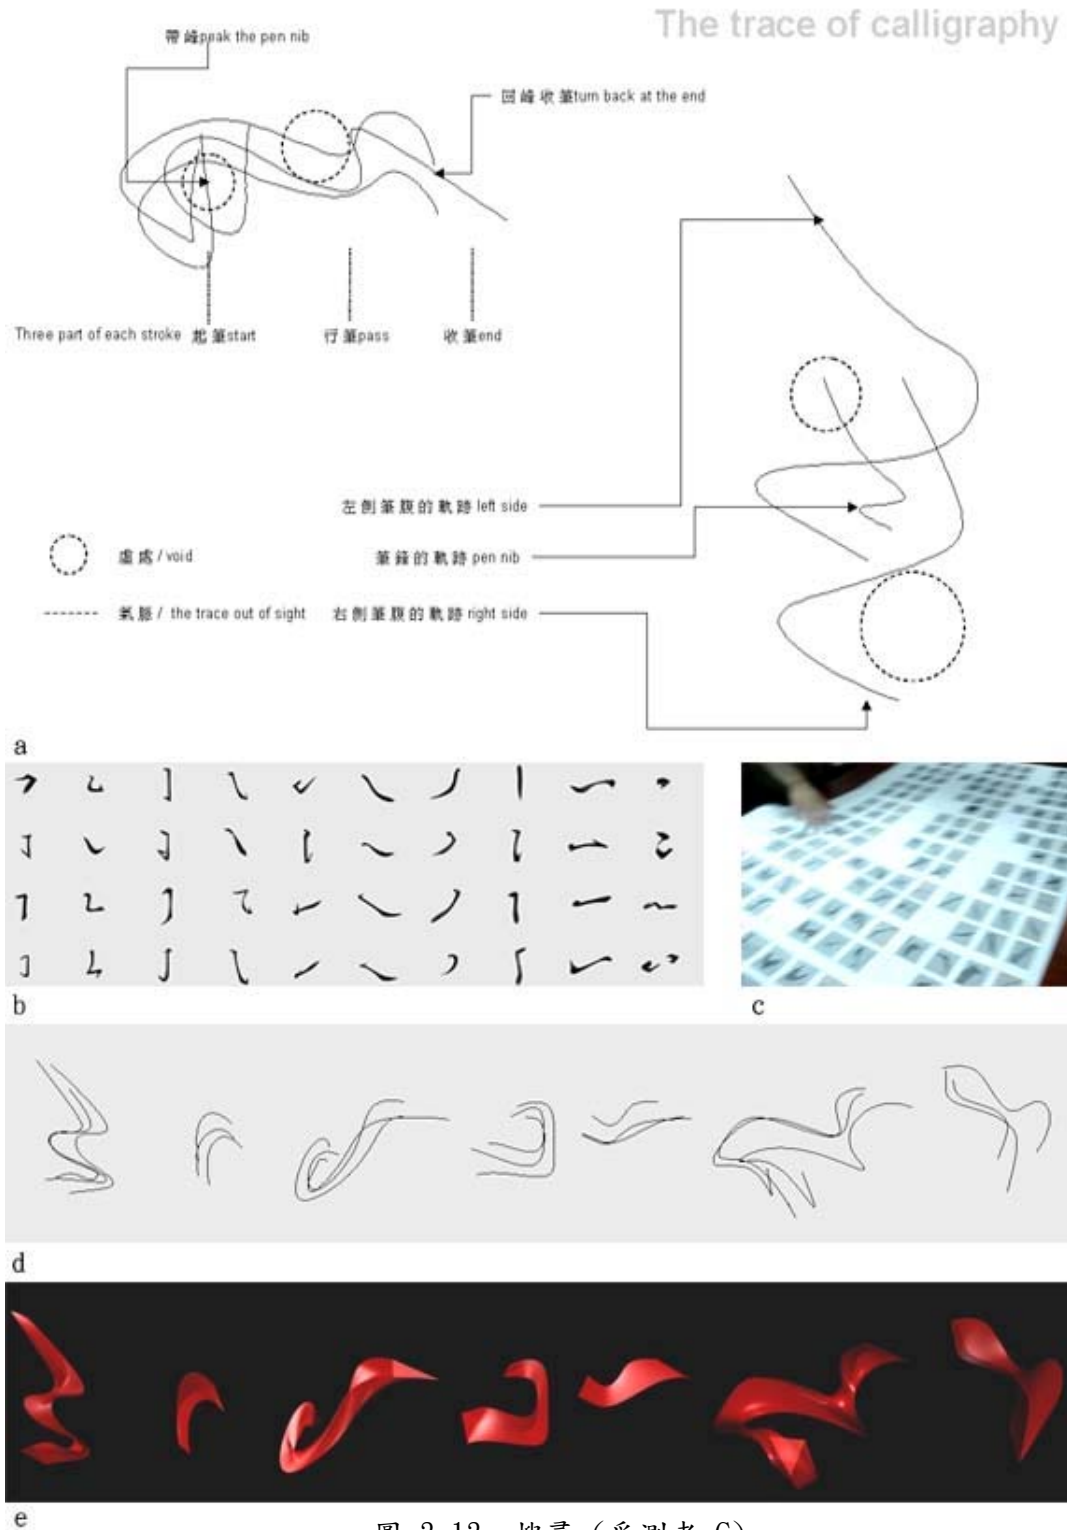 The trace of calligraphy
帶鋒peak the pen nib
回鋒收筆turn back at the end
Three part of each stroke 起筆start 行筆pass 收筆end
左側筆腹的軌跡 left side
虛處 / void
筆鋒的軌跡 pen nib
氣脈 / the trace out of sight
右側筆腹的軌跡 right side
a
b
c
d
e